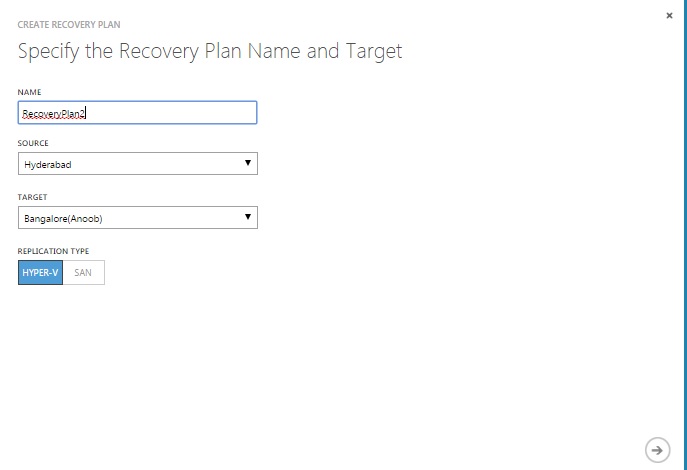 CREATE RECOVERY PLAN
Specify the Recovery Plan Name and Target
NAME
RecoveryPlan2
SOURCE
Hyderabad
TARGET
Bangalore(Anoob)
REPLICATION TYPE
HYPER-V SAN